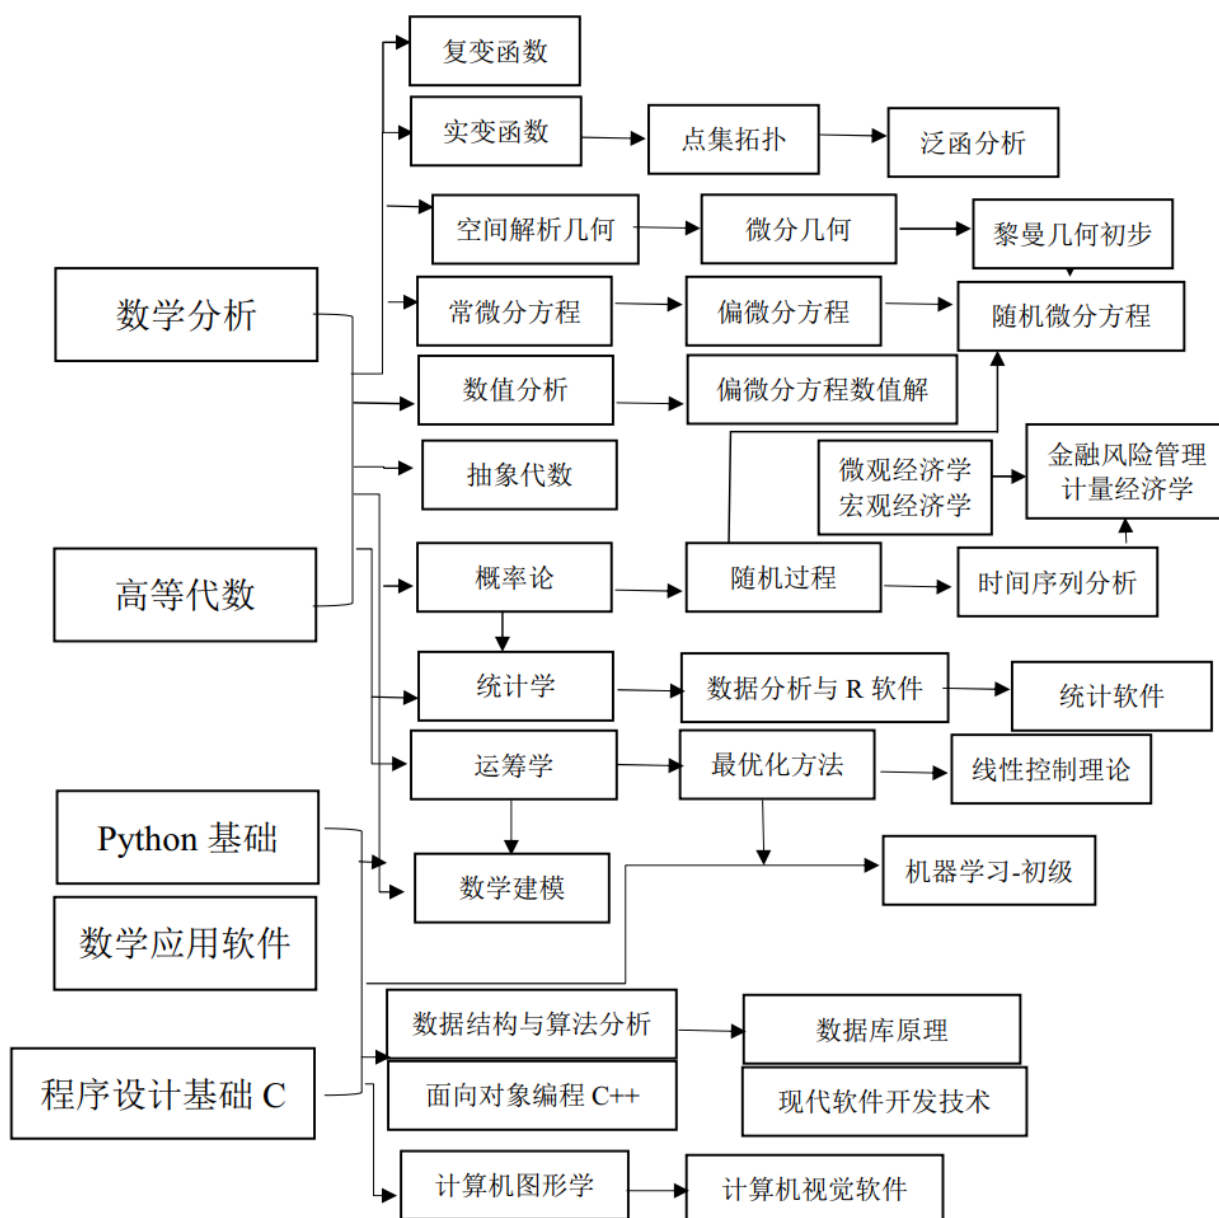 复变函数
实变函数
点集拓扑
泛函分析
空间解析几何
微分几何
黎曼几何初步
数学分析
常微分方程
偏微分方程
随机微分方程
数值分析
偏微分方程数值解
抽象代数
微观经济学
宏观经济学
金融风险管理
计量经济学
高等代数
概率论
随机过程
时间序列分析
统计学
数据分析与 R 软件
统计软件
运筹学
最优化方法
线性控制理论
Python 基础
数学建模
机器学习-初级
数学应用软件
数据结构与算法分析
数据库原理
程序设计基础 C
面向对象编程 C++
现代软件开发技术
计算机图形学
计算机视觉软件